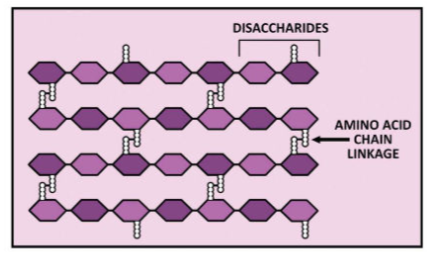 DISACCHARIDES
AMINO ACID
CHAIN
LINKAGE